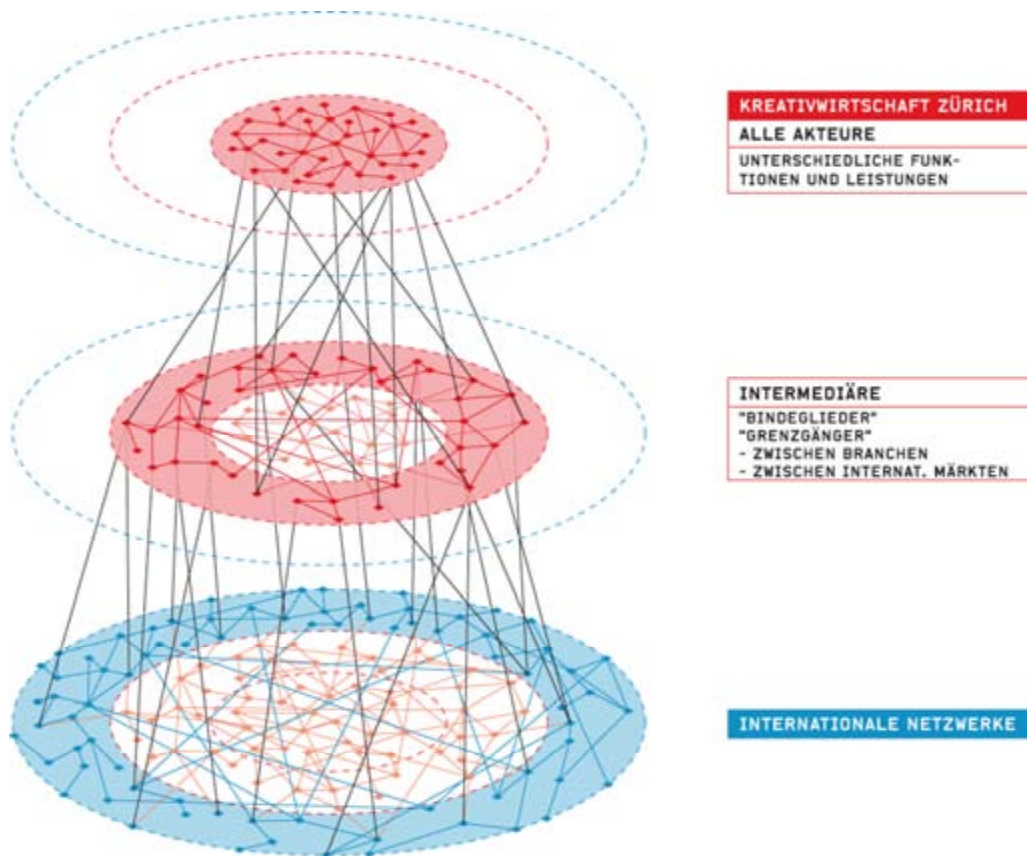 KREATIVWIRTSCHAFT ZÜRICH
ALLE AKTEURE
UNTERSCHIEDLICHE FUNK-
TIONEN UND LEISTUNGEN
INTERMEDIÄRE
"BINDEGLIEDER"
"GRENZGÄNGER"
- ZWISCHEN BRANCHEN
- ZWISCHEN INTERNAT. MÄRKTEN
INTERNATIONALE NETZWERKE